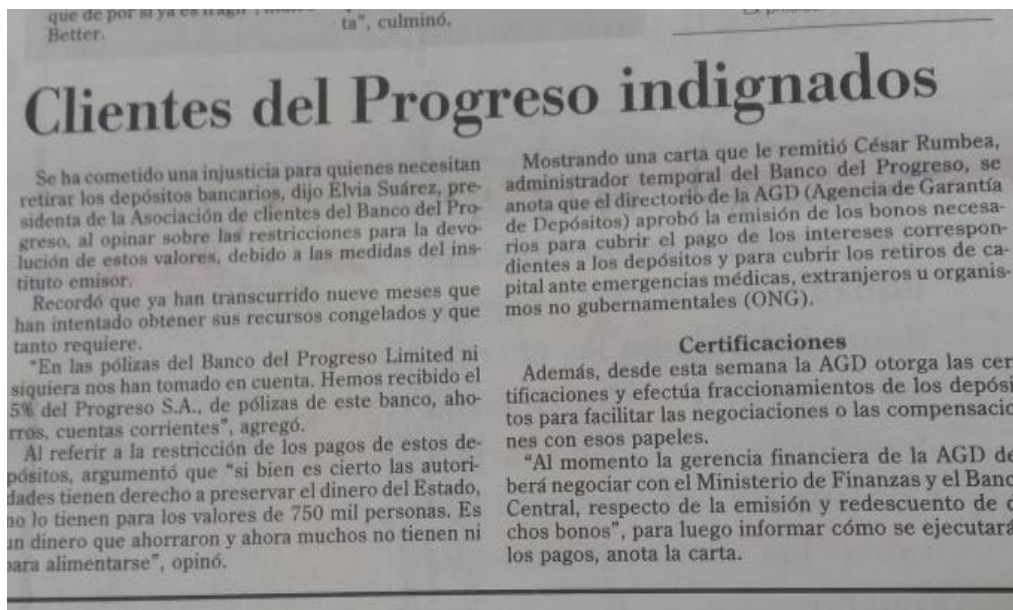 que de por sí ya es frágil
Better.
ta", culminó.
Clientes del Progreso indignados
Se ha cometido una injusticia para quienes necesitan
retirar los depósitos bancarios, dijo Elvia Suárez, pre-
sidenta de la Asociación de clientes del Banco del Pro-
greso, al opinar sobre las restricciones para la devo-
lución de estos valores, debido a las medidas del ins-
tituto emisor.
Recordó que ya han transcurrido nueve meses que
han intentado obtener sus recursos congelados y que
tanto requiere.
"En las pólizas del Banco del Progreso Limited ni
siquiera nos han tomado en cuenta. Hemos recibido el
5% del Progreso S.A., de pólizas de este banco, aho-
rros, cuentas corrientes", agregó.
Al referir a la restricción de los pagos de estos de-
pósitos, argumentó que "si bien es cierto las autori-
dades tienen derecho a preservar el dinero del Estado,
no lo tienen para los valores de 750 mil personas. Es
un dinero que ahorraron y ahora muchos no tienen ni
para alimentarse", opinó.
Mostrando una carta que le remitió César Rumbea,
administrador temporal del Banco del Progreso, se
anota que el directorio de la AGD (Agencia de Garantía
de Depósitos) aprobó la emisión de los bonos necesa-
rios para cubrir el pago de los intereses correspon-
dientes a los depósitos y para cubrir los retiros de ca-
pital ante emergencias médicas, extranjeros u organis-
mos no gubernamentales (ONG).
Certificaciones
Además, desde esta semana la AGD otorga las cer
tificaciones y efectúa fraccionamientos de los depósi
tos para facilitar las negociaciones o las compensacio
nes con esos papeles.
"Al momento la gerencia financiera de la AGD de
berá negociar con el Ministerio de Finanzas y el Banc
Central, respecto de la emisión y redescuento de d
chos bonos", para luego informar cómo se ejecutará
los pagos, anota la carta.